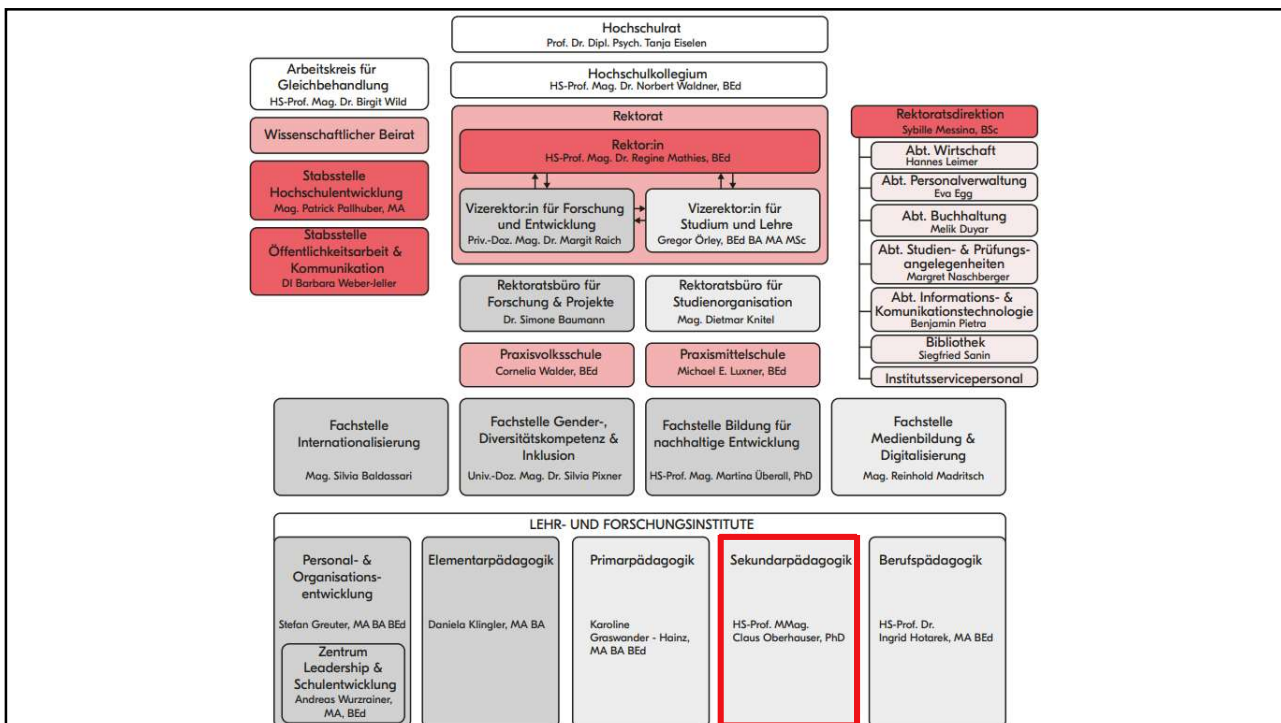 Hochschulrat
Prof. Dr. Dipl. Psych. Tanja Eiselen
Arbeitskreis für
Gleichbehandlung
HS-Prof. Mag. Dr. Birgit Wild
Hochschulkollegium
HS-Prof. Mag. Dr. Norbert Waldner, BEd
Wissenschaftlicher Beirat
Stabsstelle
Hochschulentwicklung
Mag. Patrick Pallhuber, MA
Stabsstelle
Öffentlichkeitsarbeit &
Kommunikation
DI Barbara Weber-Jeller
Rektorat
Rektor:in
HS-Prof. Mag. Dr. Regine Mathies, BEd
Vizerektor:in für Forschung
und Entwicklung
Priv.-Doz. Mag. Dr. Margit Raich
Vizerektor:in für
Studium und Lehre
Gregor Örley, BEd BA MA MSc
Rektoratsbüro für
Forschung & Projekte
Dr. Simone Baumann
Rektoratsbüro für
Studienorganisation
Mag. Dietmar Knitel
Praxisvolksschule
Cornelia Walder, BEd
Praxismittelschule
Michael E. Luxner, BEd
Rektoratsdirektion
Sybille Messina, BSc
Abt. Wirtschaft
Hannes Leimer
Abt. Personalverwaltung
Eva Egg
Abt. Buchhaltung
Melik Duyar
Abt. Studien- & Prüfungs-
angelegenheiten
Margret Naschberger
Abt. Informations- &
Komunikationstechnologie
Benjamin Pietra
Bibliothek
Siegfried Sanin
Institutsservicepersonal
Fachstelle
Internationalisierung
Mag. Silvia Baldassari
Fachstelle Gender-,
Diversitätskompetenz &
Inklusion
Univ.-Doz. Mag. Dr. Silvia Pixner
Fachstelle Bildung für
nachhaltige Entwicklung
HS-Prof. Mag. Martina Überall, PhD
Fachstelle
Medienbildung &
Digitalisierung
Mag. Reinhold Madritsch
LEHR- UND FORSCHUNGSINSTITUTE
Personal- &
Organisations-
entwicklung
Stefan Greuter, MA BA BEd
Zentrum
Leadership &
Schulentwicklung
Andreas Wurzrainer,
MA, BEd
Elementarpädagogik
Daniela Klingler, MA BA
Primarpädagogik
Karoline
Graswander - Hainz,
MA BA BEd
Sekundarpädagogik
HS-Prof. MMag.
Claus Oberhauser, PhD
Berufspädagogik
HS-Prof. Dr.
Ingrid Hotarek, MA BEd